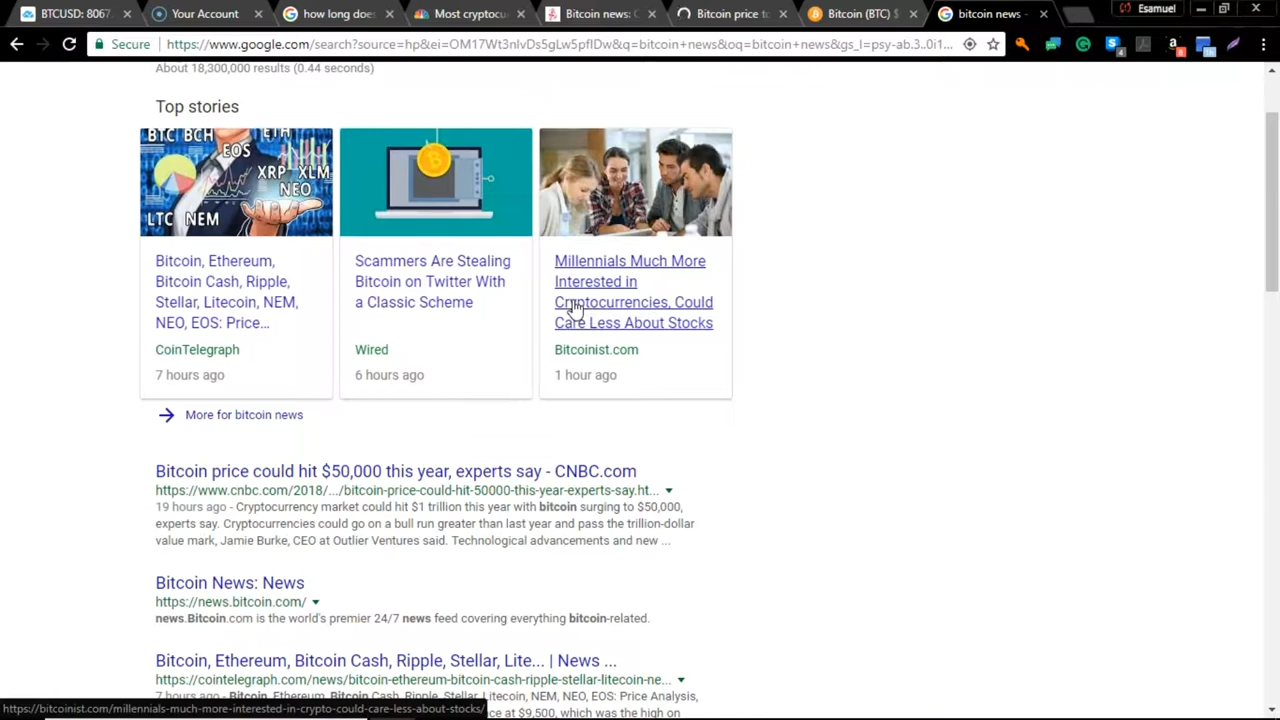 BTCUSD: 8067.
Your Account
how long does
Most cryptocu
Bitcoin news: C
Bitcoin price to
Bitcoin (BTC) $
bitcoin news -
Esamuel
Secure
https://www.google.com/search?source=hp&ei=OM17Wt3nIvDs5gLw5pfIDw&q=bitcoin+news&oq=bitcoin+news&gs_l=psy-ab.3..0i1...
About 18,300,000 results (0.44 seconds)
Top stories
BTC BCH ETH
EOS
XRP XLM
NEO
LTC NEM
Bitcoin, Ethereum,
Bitcoin Cash, Ripple,
Stellar, Litecoin, NEM,
NEO, EOS: Price...
CoinTelegraph
7 hours ago
Scammers Are Stealing
Bitcoin on Twitter With
a Classic Scheme
Wired
6 hours ago
Millennials Much More
Interested in
Cryptocurrencies, Could
Care Less About Stocks
Bitcoinist.com
1 hour ago
More for bitcoin news
Bitcoin price could hit $50,000 this year, experts say - CNBC.com
https://www.cnbc.com/2018/.../bitcoin-price-could-hit-50000-this-year-experts-say.ht...
19 hours ago - Cryptocurrency market could hit $1 trillion this year with bitcoin surging to $50,000,
experts say. Cryptocurrencies could go on a bull run greater than last year and pass the trillion-dollar
value mark, Jamie Burke, CEO at Outlier Ventures said. Technological advancements and new ...
Bitcoin News: News
https://news.bitcoin.com/
news.Bitcoin.com is the world's premier 24/7 news feed covering everything bitcoin-related.
Bitcoin, Ethereum, Bitcoin Cash, Ripple, Stellar, Lite... | News ...
https://cointelegraph.com/news/bitcoin-ethereum-bitcoin-cash-ripple-stellar-litecoin-ne...
7 hours ago - Bitcoin, Ethereum, Bitcoin Cash, Ripple, Stellar, Litecoin, NEM, NEO, EOS: Price Analysis,
https://bitcoinist.com/millennials-much-more-interested-in-crypto-could-care-less-about-stocks/
e at $9,500, which was the high on